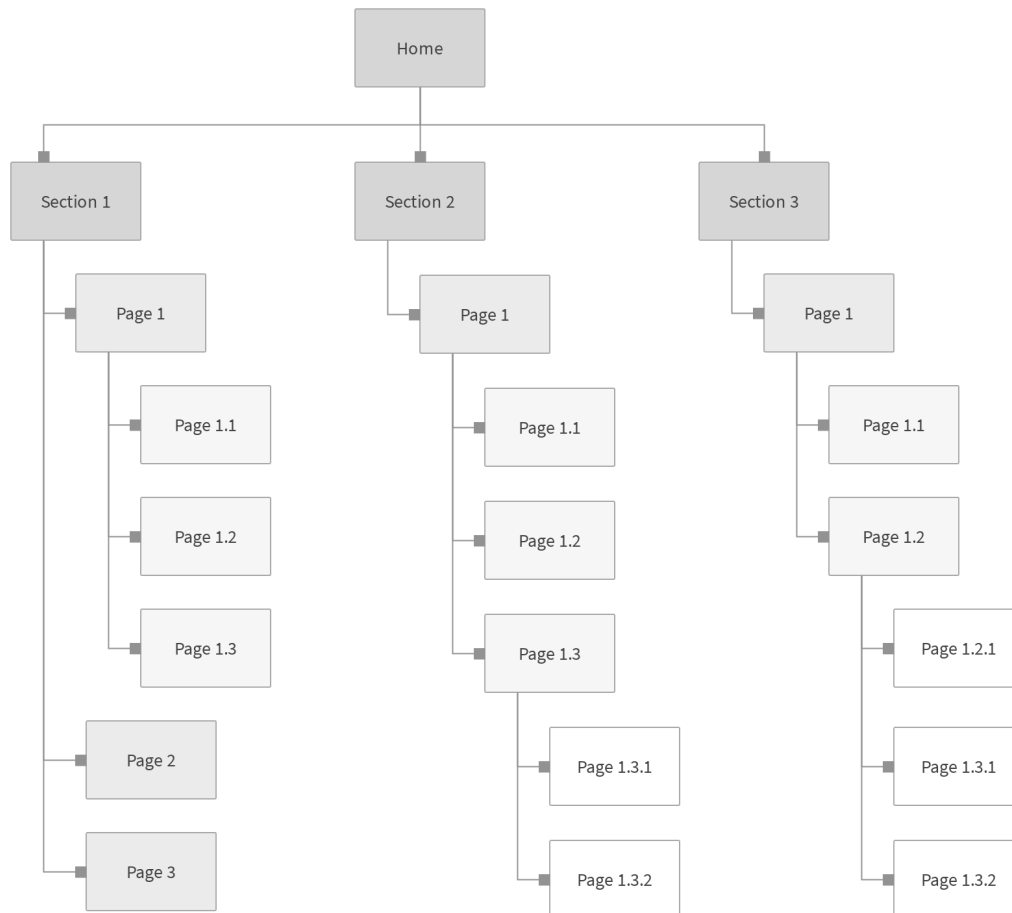 Home
Section 1
Page 1
Page 1.1
Page 1.2
Page 1.3
Page 2
Page 3
Section 2
Page 1
Page 1.1
Page 1.2
Page 1.3
Page 1.3.1
Page 1.3.2
Section 3
Page 1
Page 1.1
Page 1.2
Page 1.2.1
Page 1.3.1
Page 1.3.2